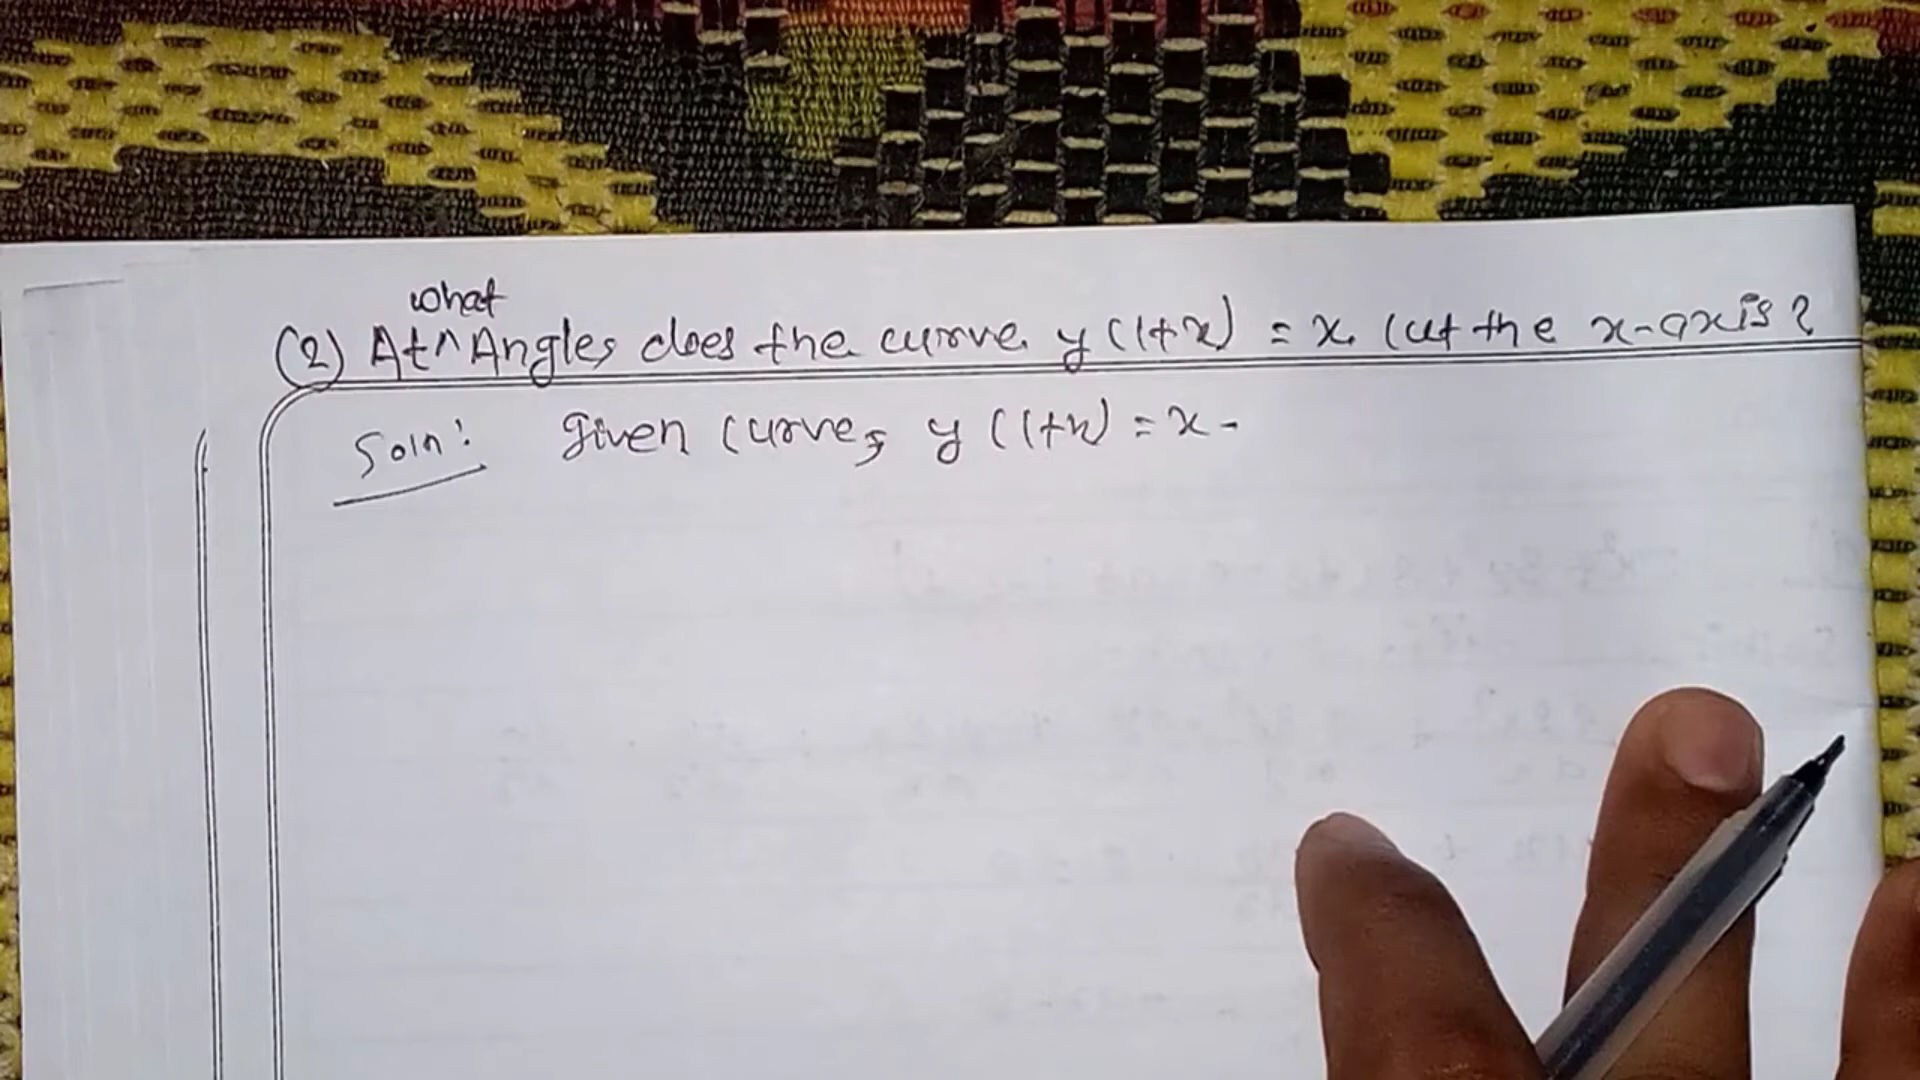 what
(2) At ^ Angles does the curve y(1+x) = x. Cut the x-axis?
Soln: Given curve, y(1+x) = x -